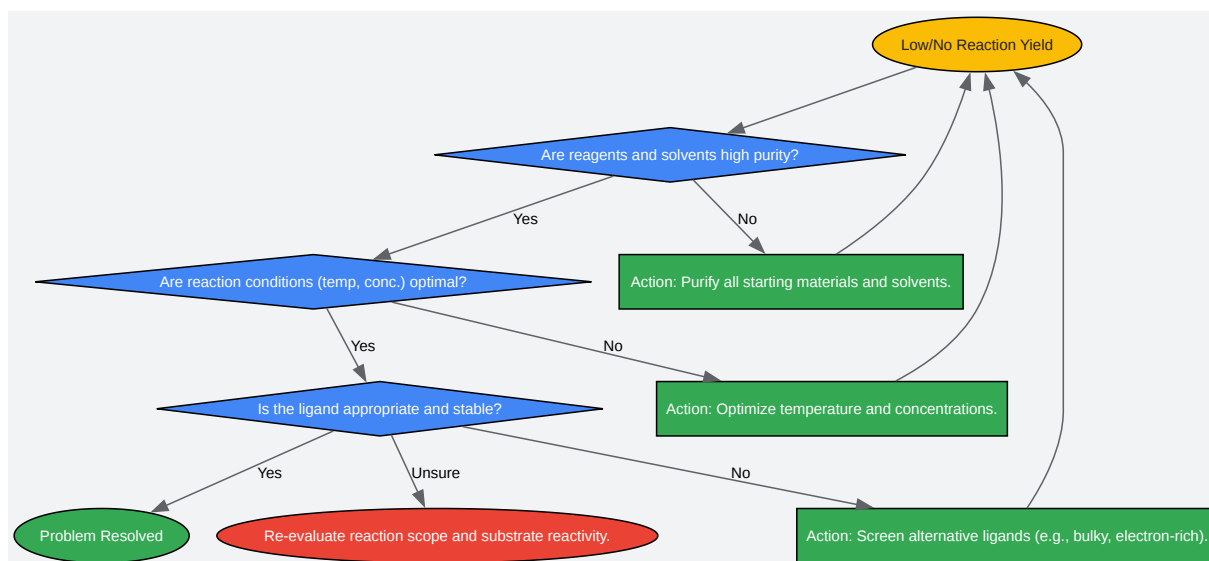 Low/No Reaction Yield
Are reagents and solvents high purity?
Yes
No
Are reaction conditions (temp, conc.) optimal?
Action: Purify all starting materials and solvents.
Yes
No
Is the ligand appropriate and stable?
Action: Optimize temperature and concentrations.
Yes
Unsure
No
Problem Resolved
Re-evaluate reaction scope and substrate reactivity.
Action: Screen alternative ligands (e.g., bulky, electron-rich).